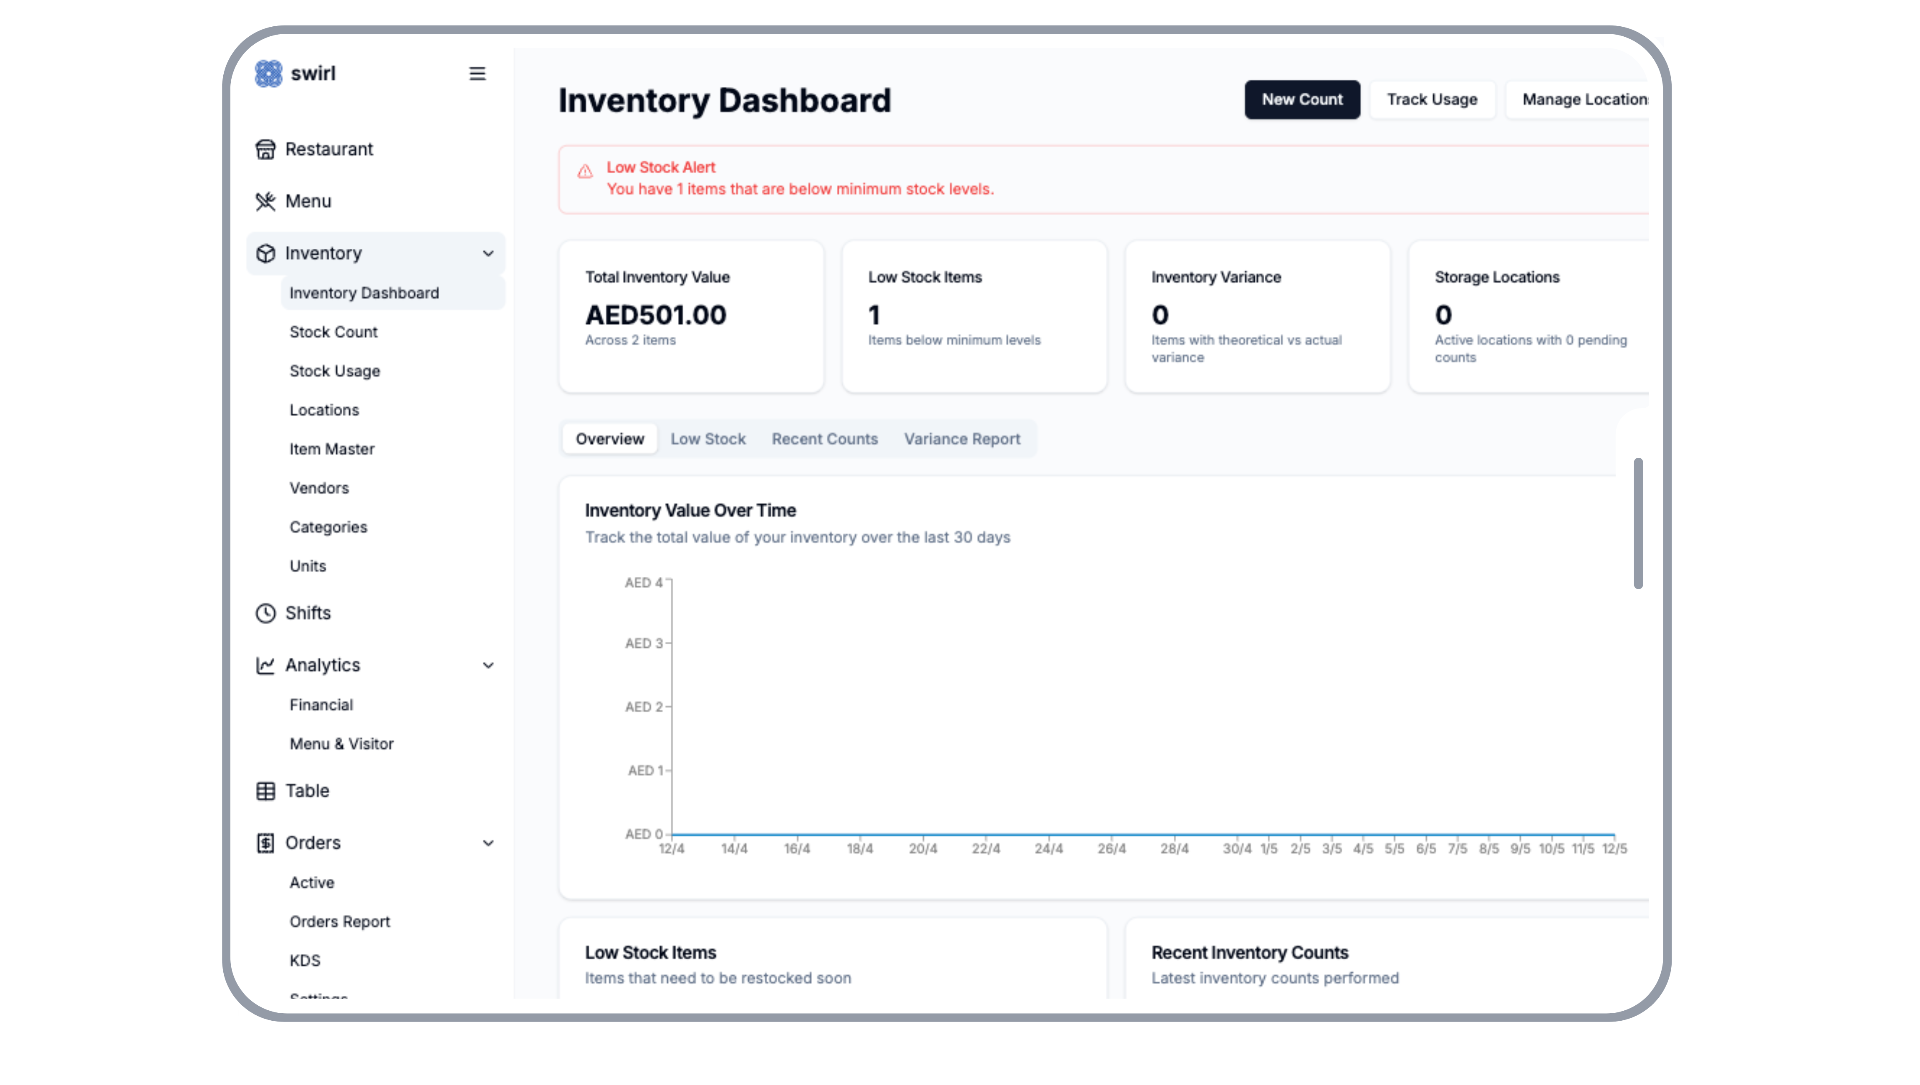 swirl
Restaurant
Menu
Inventory
Inventory Dashboard
Stock Count
Stock Usage
Locations
Item Master
Vendors
Categories
Units
Shifts
Analytics
Financial
Menu & Visitor
Table
Orders
Active
Orders Report
KDS
Settings
Inventory Dashboard
New Count
Track Usage
Manage Location
Low Stock Alert
You have 1 items that are below minimum stock levels.
Total Inventory Value
AED501.00
Across 2 items
Low Stock Items
1
Items below minimum levels
Inventory Variance
0
Items with theoretical vs actual
variance
Storage Locations
0
Active locations with 0 pending
counts
Overview
Low Stock
Recent Counts
Variance Report
Inventory Value Over Time
Track the total value of your inventory over the last 30 days
AED 4
AED 3
AED 2
AED 1
AED 0
12/4 14/4 16/4 18/4 20/4 22/4 24/4 26/4 28/4 30/4 1/5 2/5 3/5 4/5 5/5 6/5 7/5 8/5 9/5 10/5 11/5 12/5
Low Stock Items
Items that need to be restocked soon
Recent Inventory Counts
Latest inventory counts performed